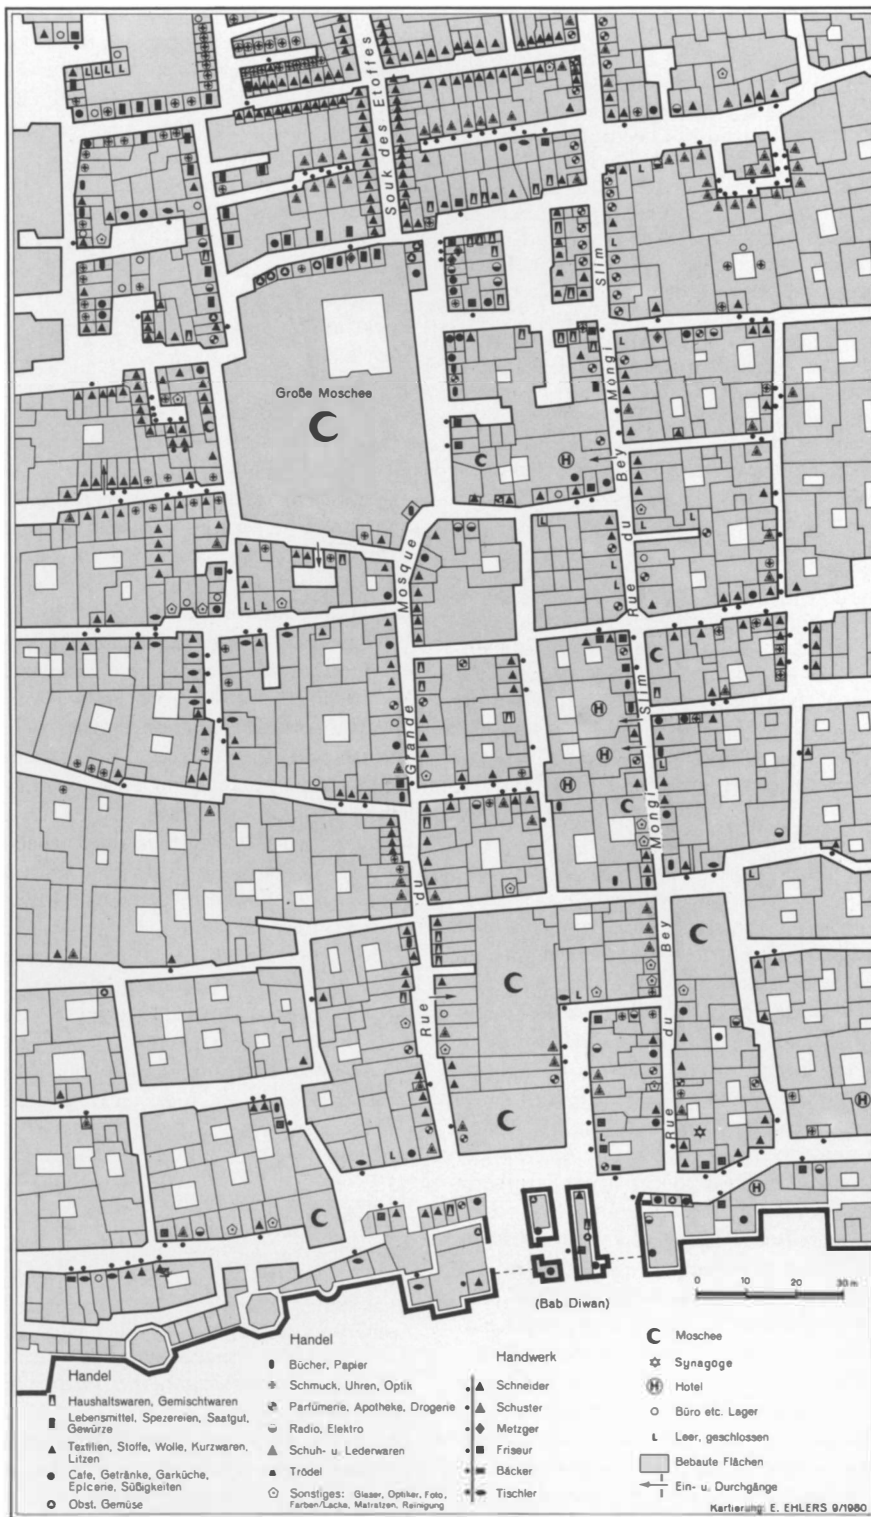 Souk des Etoffes
Slim
Mongi
Bey
du
Rue
Große Moschee
Mosque
Grande
du
Rue
Slim
Mongi
Bey
du
Rue
(Bab Diwan)
0 10 20 30 m
Handel
Haushaltswaren, Gemischtwaren
Lebensmittel, Spezereien, Saatgut,
Gewürze
Textilien, Stoffe, Wolle, Kurzwaren,
Litzen
Cafe, Getränke, Garküche,
Epicerie, Süßigkeiten
Obst, Gemüse
Handel
Bücher, Papier
Schmuck, Uhren, Optik
Parfümerie, Apotheke, Drogerie
Radio, Elektro
Schuh- u. Lederwaren
Trödel
Sonstiges: Glaser, Optiker, Foto,
Farben/Lacke, Matratzen, Reinigung
Handwerk
Schneider
Schuster
Metzger
Friseur
Bäcker
Tischler
Moschee
Synagoge
H Hotel
Büro etc. Lager
L Leer, geschlossen
Bebaute Flächen
Ein- u. Durchgänge
Kartierung: E. EHLERS 9/1980